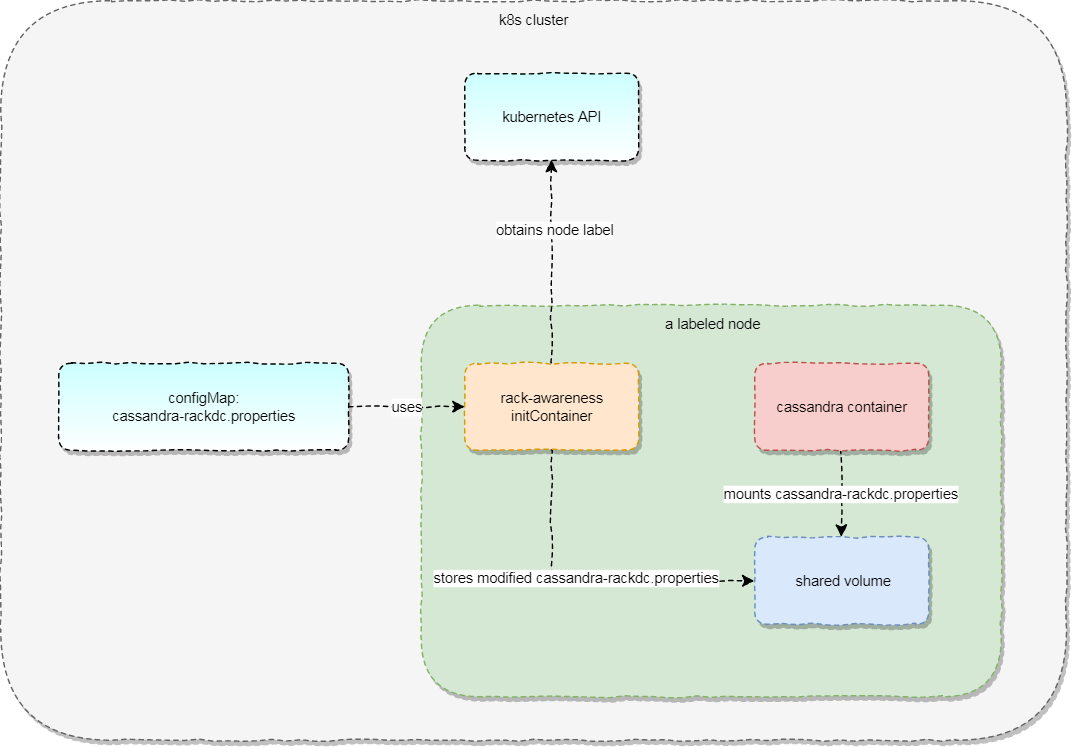 k8s cluster
kubernetes API
obtains node label
a labeled node
configMap:
cassandra-rackdc.properties
uses
rack-awareness
initContainer
cassandra container
mounts cassandra-rackdc.properties
stores modified cassandra-rackdc.properties
shared volume